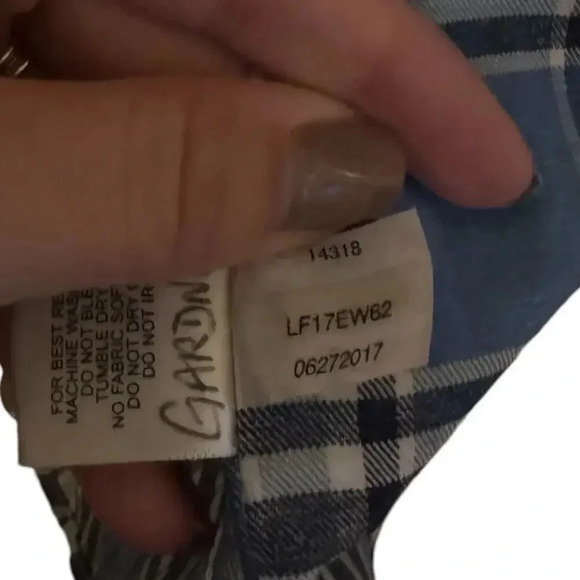 FOR BEST RE
MACHINE WAS
DO NOT BLE
TUMBLE DRY
NO FABRIC SOF
DO NOT DRY
DO NOT IR
GARDN
14318
LF17EW62
06272017